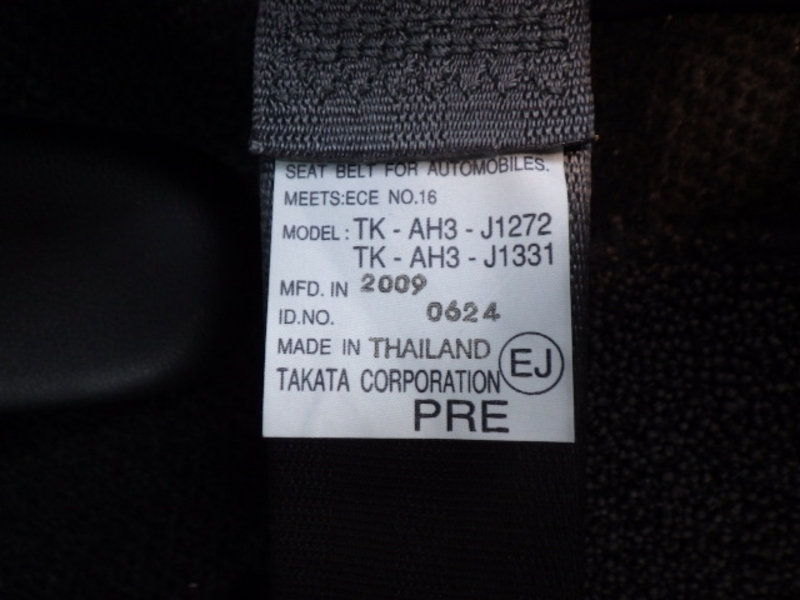 SEAT BELT FOR AUTOMOBILES.
MEETS:ECE NO.16
MODEL : TK - AH3 - J1272
TK - AH3 - J1331
MFD. IN 2009
ID.NO. 0624
MADE IN THAILAND
EJ
TAKATA CORPORATION
PRE